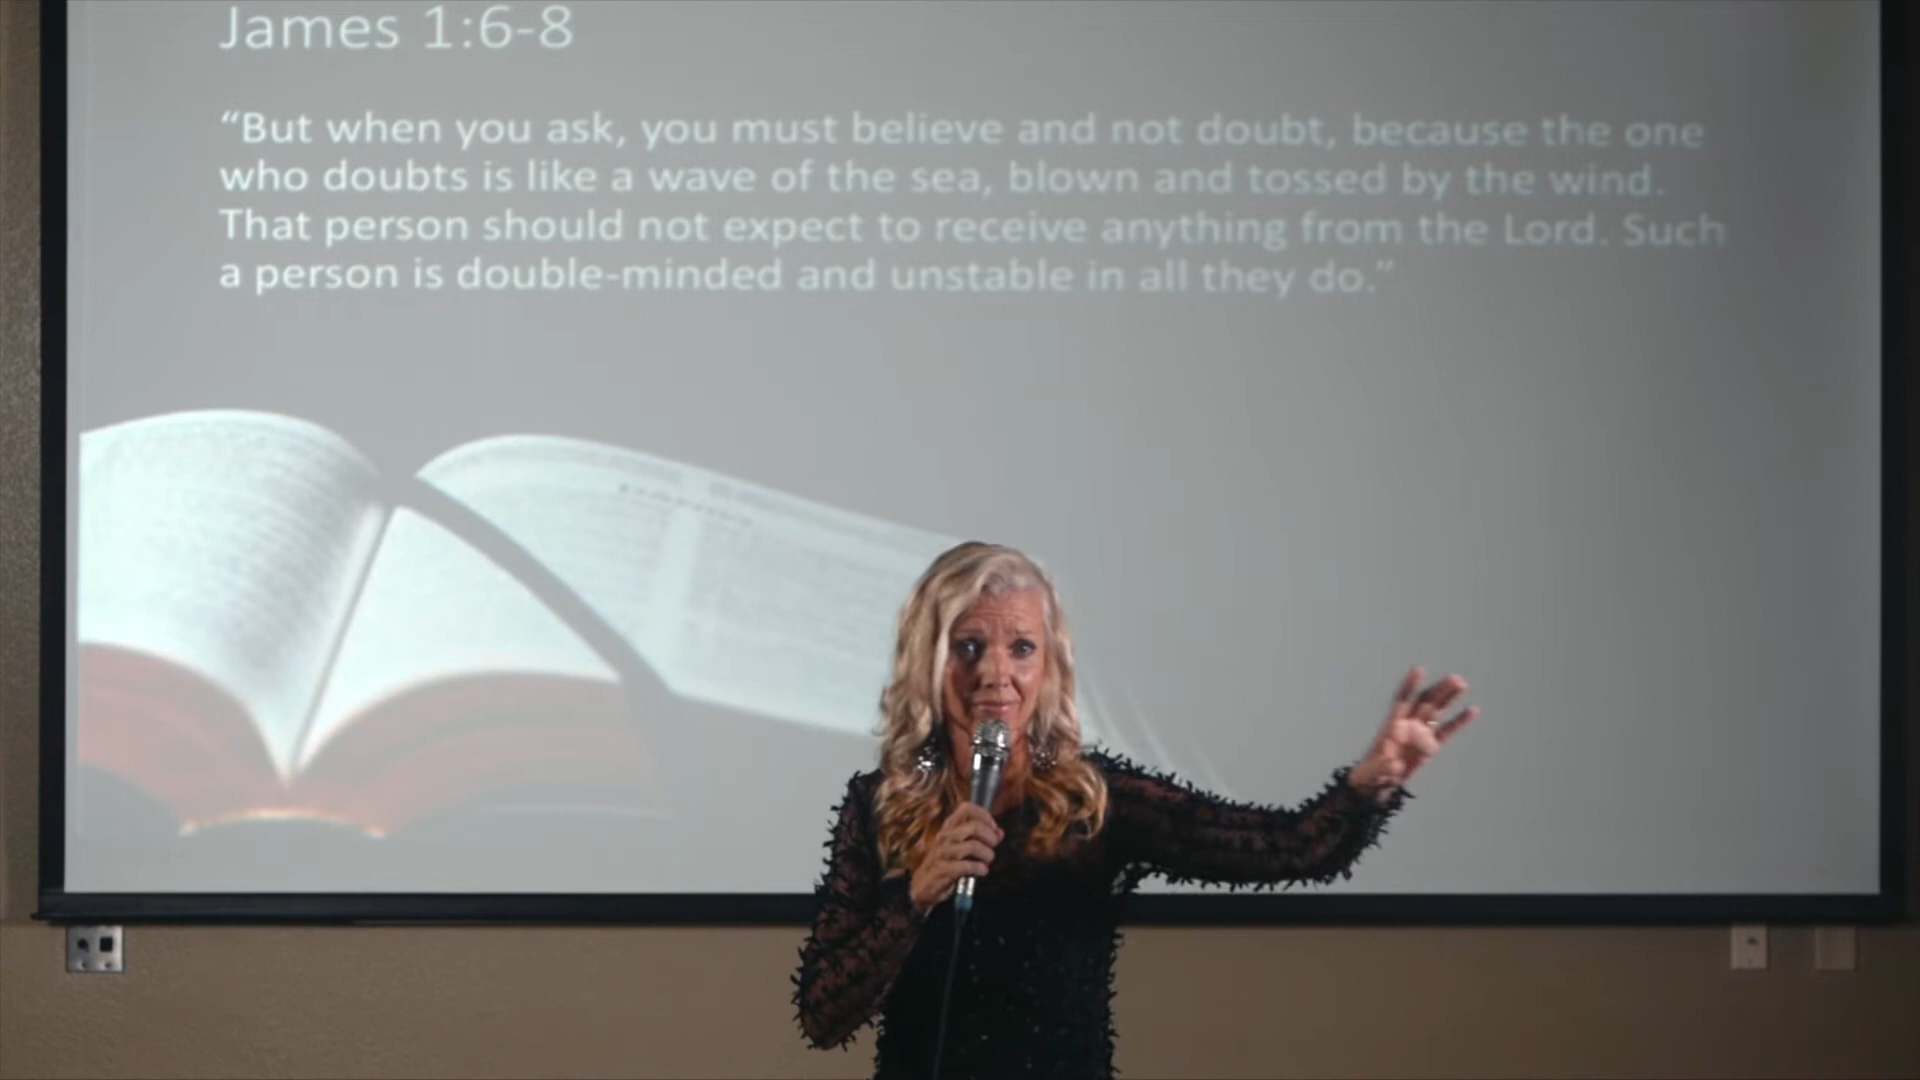 James 1:6-8
“But when you ask, you must believe and not doubt, because the one
who doubts is like a wave of the sea, blown and tossed by the wind.
That person should not expect to receive anything from the Lord. Such
a person is double-minded and unstable in all they do.”